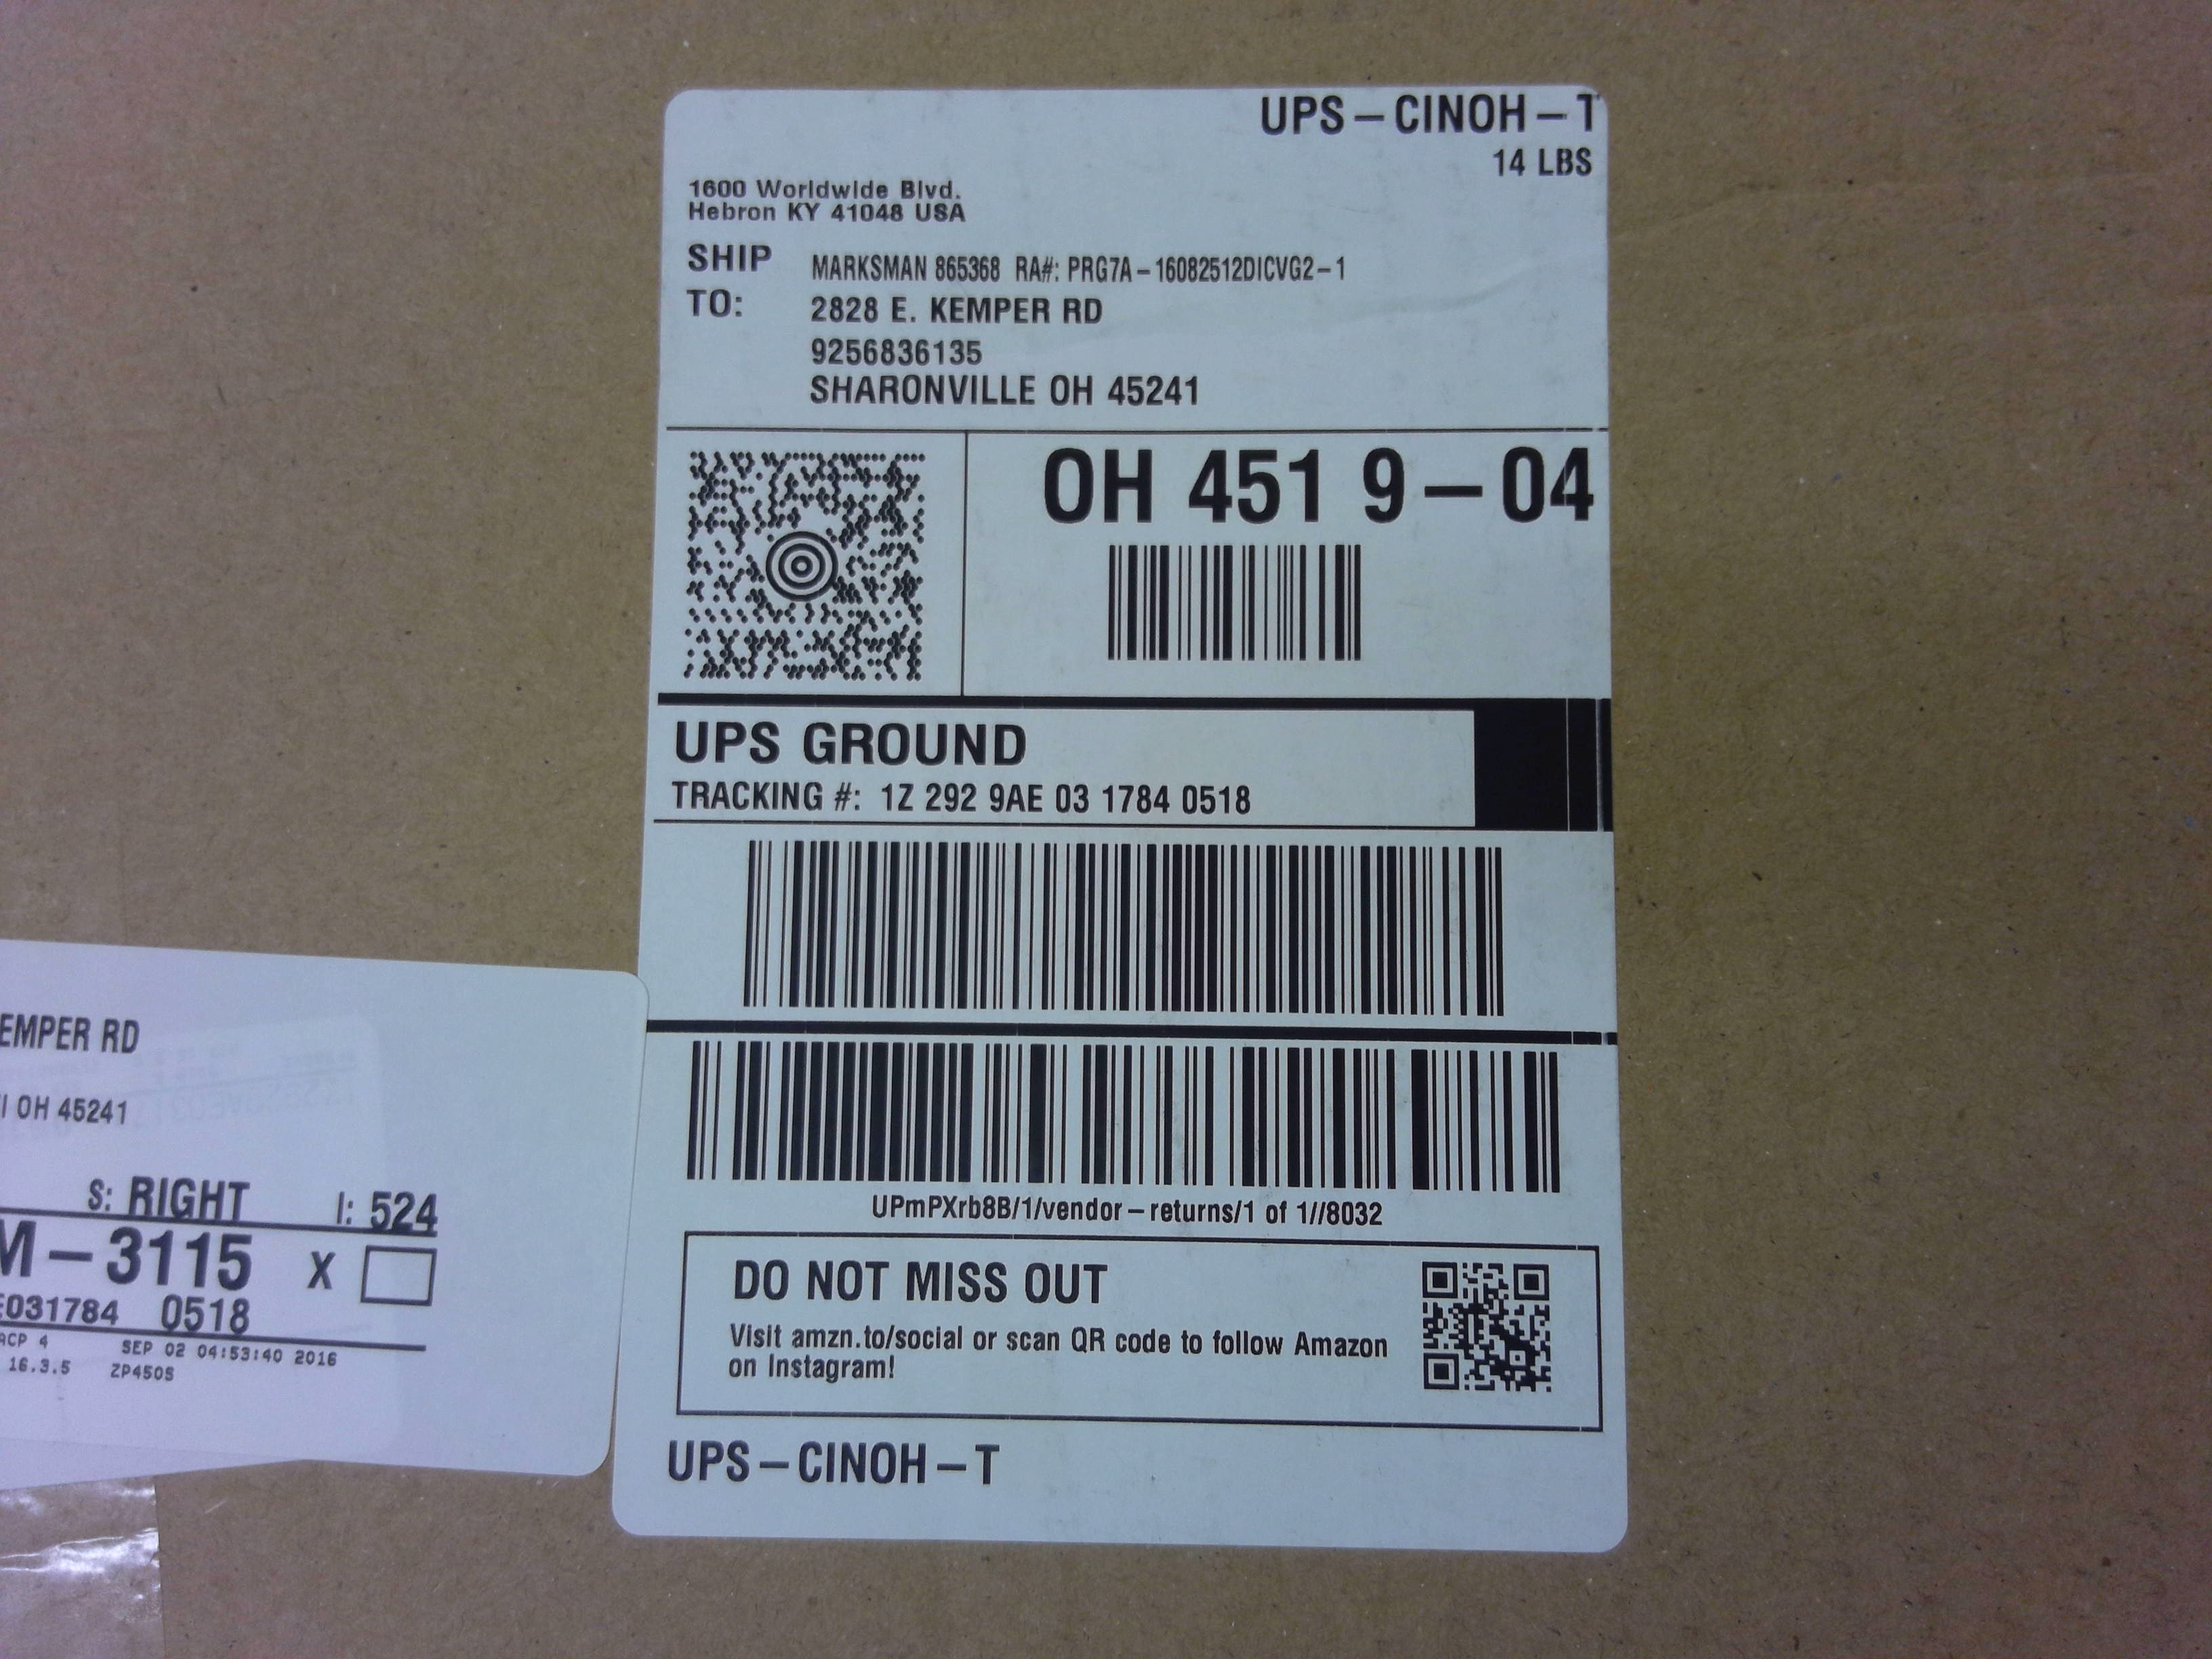 UPS - CINOH - T
14 LBS
1600 Worldwide Blvd.
Hebron KY 41048 USA
SHIP TO:
MARKSMAN 865368 RA#: PRG7A - 16082512DICVG2 - 1
2828 E. KEMPER RD
9256836135
SHARONVILLE OH 45241
OH 451 9 - 04
UPS GROUND
TRACKING #: 1Z 292 9AE 03 1784 0518
UPmPXrb8B/1/vendor - returns/1 of 1//8032
DO NOT MISS OUT
Visit amzn.to/social or scan QR code to follow Amazon
on Instagram!
UPS - CINOH - T
EMPER RD
I OH 45241
S: RIGHT I: 524
M - 3115 X
E031784 0518
ACP 4 SEP 02 04:53:40 2016
16.3.5 ZP450S